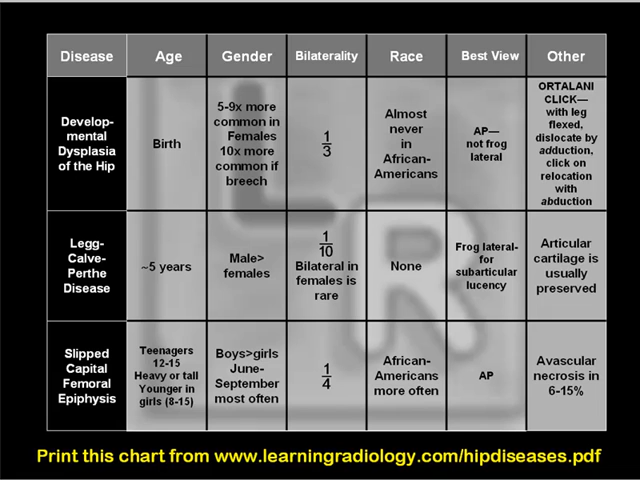 Disease
Age
Gender
Bilaterality
Race
Best View
Other
Develop-
mental
Dysplasia
of the Hip
Birth
5-9x more
common in
Females
10x more
common if
breech
1
3
Almost
never
in
African-
Americans
AP—
not frog
lateral
ORTALANI
CLICK—
with leg
flexed,
dislocate by
adduction,
click on
relocation
with
abduction
Legg-
Calve-
Perthe
Disease
~5 years
Male>
females
1
10
Bilateral in
females is
rare
None
Frog lateral-
for
subarticular
lucency
Articular
cartilage is
usually
preserved
Slipped
Capital
Femoral
Epiphysis
Teenagers
12-15
Heavy or tall
Younger in
girls (8-15)
Boys>girls
June-
September
most often
1
4
African-
Americans
more often
AP
Avascular
necrosis in
6-15%
L
R
Print this chart from www.learningradiology.com/hipdiseases.pdf